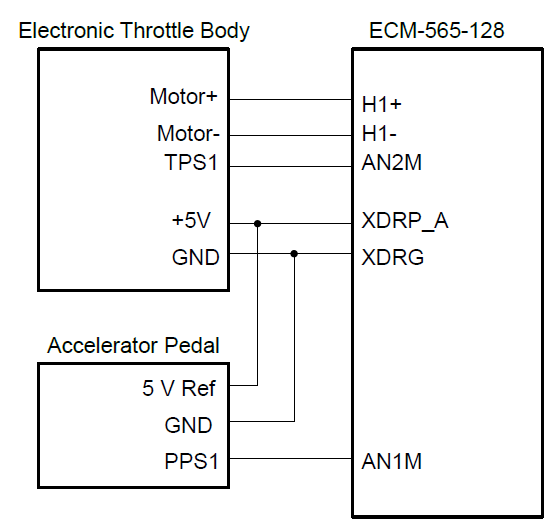 Electronic Throttle Body
ECM-565-128
Motor+
H1+
Motor-
H1-
TPS1
AN2M
+5V
XDRP_A
GND
XDRG
Accelerator Pedal
5 V Ref
GND
PPS1
AN1M